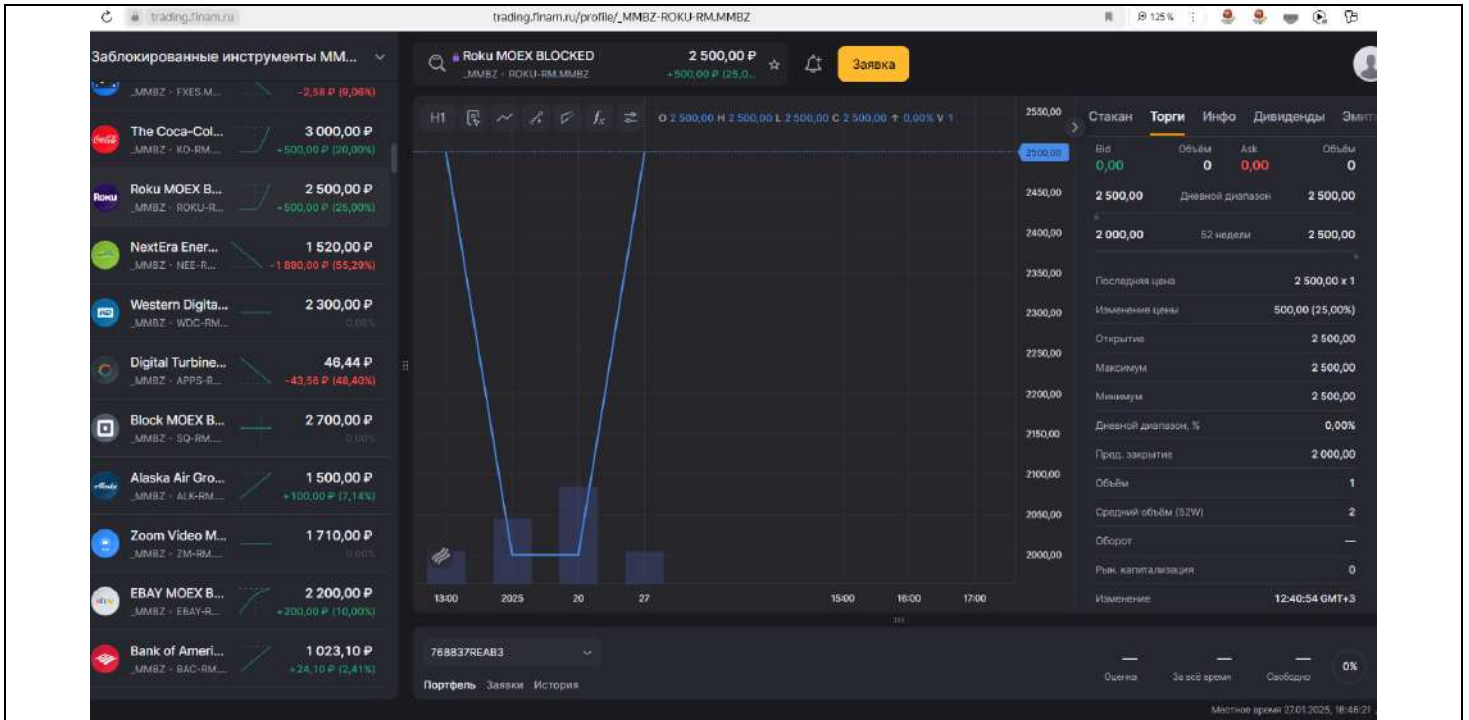 trading.finam.ru
trading.finam.ru/profile/_MMBZ-ROKU-RM.MMBZ
125 %
Заблокированные инструменты ММ...
_MMBZ · FXES.M...
-2,58 ₽ (9,06%)
The Coca-Col...
3 000,00 ₽
_MMBZ · KO-RM....
+500,00 ₽ (20,00%)
Roku MOEX B...
2 500,00 ₽
_MMBZ · ROKU-R...
+500,00 ₽ (25,00%)
NextEra Ener...
1 520,00 ₽
_MMBZ · NEE-R...
Western Digita...
2 300,00 ₽
_MMBZ · WDC-RM....
0,00%
Digital Turbine...
46,44 ₽
_MMBZ · APPS-R...
-43,56 ₽ (48,40%)
Block MOEX B...
2 700,00 ₽
_MMBZ · SQ-RM....
0,00%
Alaska Air Gro...
1 500,00 ₽
_MMBZ · ALK-RM....
+100,00 ₽ (7,14%)
Zoom Video M...
1 710,00 ₽
_MMBZ · ZM-RM....
0,00%
EBAY MOEX B...
2 200,00 ₽
_MMBZ · EBAY-R...
+200,00 ₽ (10,00%)
Bank of Ameri...
1 023,10 ₽
_MMBZ · BAC-RM....
+24,10 ₽ (2,41%)
Roku MOEX BLOCKED
2 500,00 ₽
_MMBZ · ROKU-RM.MMBZ
+500,00 ₽ (25,0...
Заявка
H1
O 2 500,00 H 2 500,00 L 2 500,00 C 2 500,00 ↑ 0,00% V 1
2550,00
2500,00
2450,00
2400,00
2350,00
2300,00
2250,00
2200,00
2150,00
2100,00
2050,00
2000,00
13:00 2025 20 27 15:00 16:00 17:00
Стакан Торги Инфо Дивиденды Эмит
Bid Объём Ask Объём
0,00 0 0,00 0
2 500,00 Дневной диапазон 2 500,00
2 000,00 52 недели 2 500,00
Последняя цена 2 500,00 x 1
Изменение цены 500,00 (25,00%)
Открытие 2 500,00
Максимум 2 500,00
Минимум 2 500,00
Дневной диапазон, % 0,00%
Пред. закрытие 2 000,00
Объём 1
Средний объём (52W) 2
Оборот —
Рын. капитализация 0
Изменение 12:40:54 GMT+3
768837REAB3
Портфель Заявки История
— — —
Оценка За всё время Свободно
0%
Местное время 27.01.2025, 18:46:21